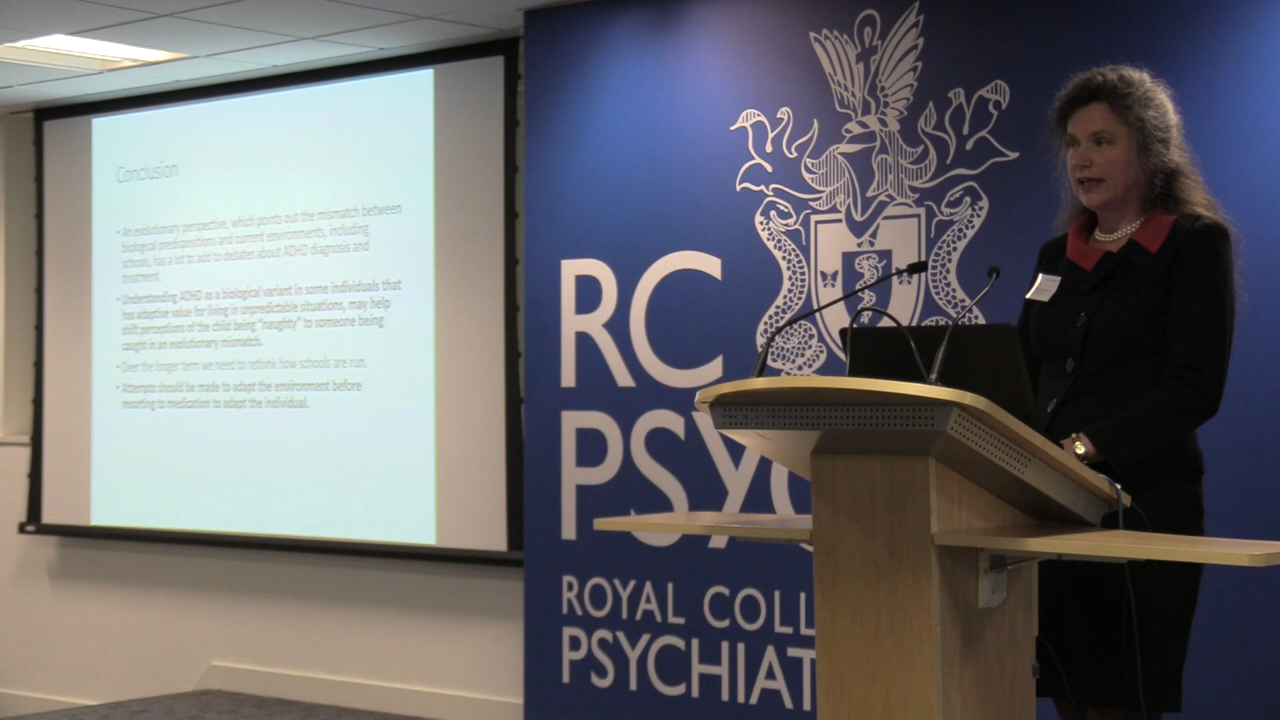 Conclusion
• An evolutionary perspective, which points out the mismatch between
biological predispositions and current environments, including
schools, has a lot to add to debates about ADHD diagnosis and
treatment.
• Understanding ADHD as a biological variant in some individuals that
has adaptive value for living in unpredictable situations, may help
shift perceptions of the child being "naughty" to someone being
caught in an evolutionary mismatch.
• Over the longer term we need to rethink how schools are run.
• Attempts should be made to adapt the environment before
resorting to medication to adapt the individual.
RC
PSYC
ROYAL COLL
PSYCHIAT